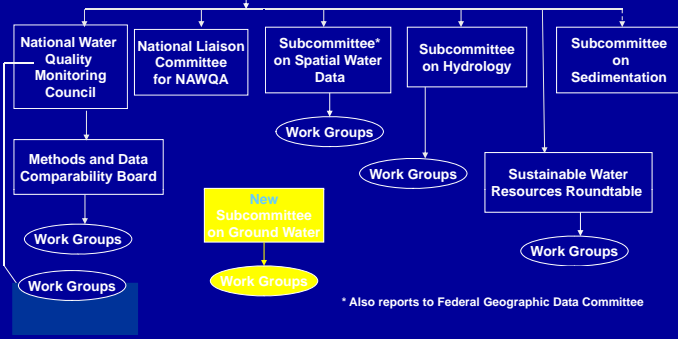 National Water
Quality
Monitoring
Council
National Liaison
Committee
for NAWQA
Subcommittee*
on Spatial Water
Data
Subcommittee
on Hydrology
Subcommittee
on
Sedimentation
Work Groups
Methods and Data
Comparability Board
Work Groups
Sustainable Water
Resources Roundtable
New
Subcommittee
on Ground Water
Work Groups
Work Groups
Work Groups
Work Groups
* Also reports to Federal Geographic Data Committee